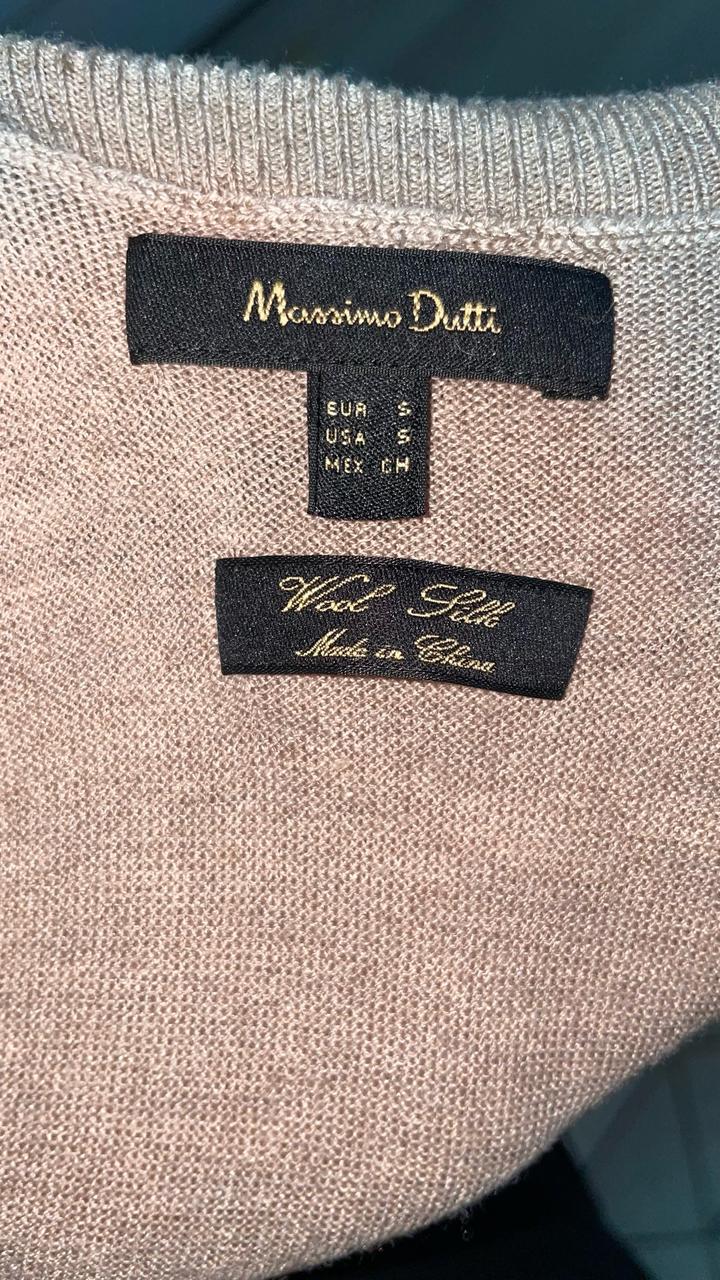 Massimo Dutti
EUR S
USA S
MEX CH
Wool Silk
Made in China